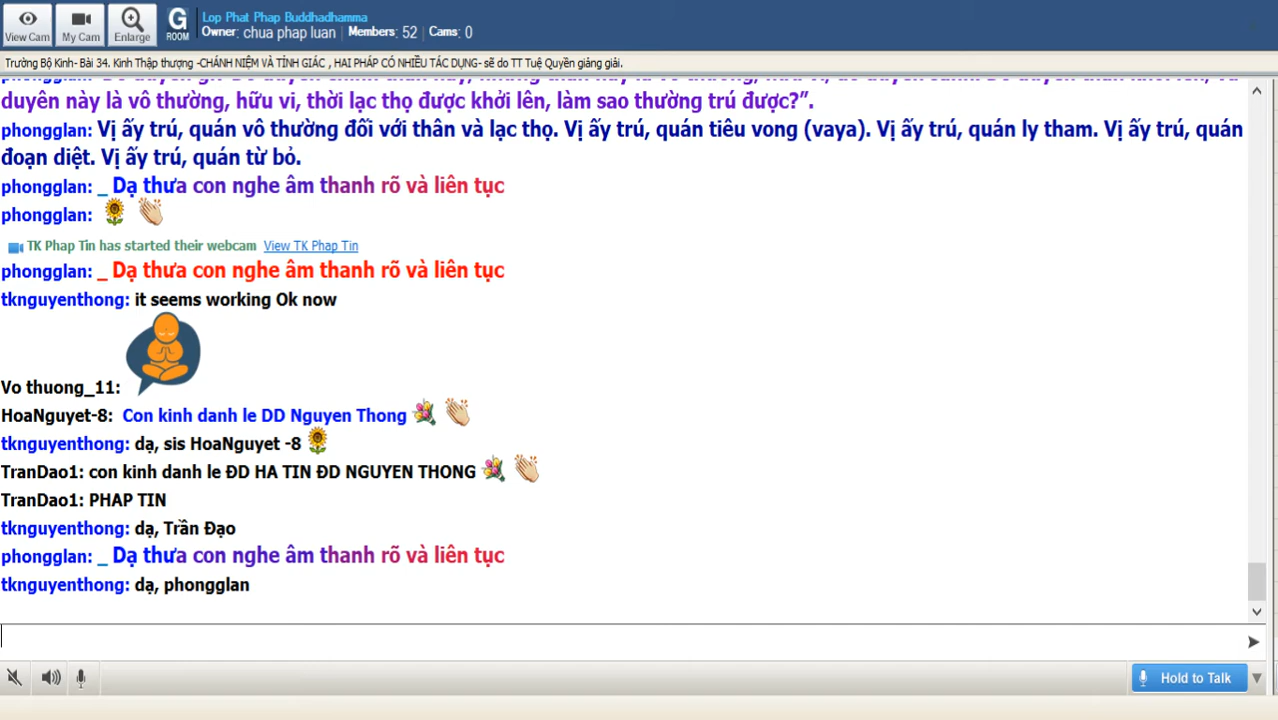 View Cam
My Cam
Enlarge
G
ROOM
Lop Phat Phap Buddhadhamma
Owner: chua phap luan Members: 52 Cams: 0
Trường Bộ Kinh- Bài 34. Kinh Thập thượng -CHÁNH NIỆM VÀ TỈNH GIÁC , HAI PHÁP CÓ NHIỀU TÁC DỤNG- sẽ do TT Tuệ Quyền giảng giải.
duyên này là vô thường, hữu vi, thời lạc thọ được khởi lên, làm sao thường trú được?”.
phongglan: Vị ấy trú, quán vô thường đối với thân và lạc thọ. Vị ấy trú, quán tiêu vong (vaya). Vị ấy trú, quán ly tham. Vị ấy trú, quán
đoạn diệt. Vị ấy trú, quán từ bỏ.
phongglan: _ Dạ thưa con nghe âm thanh rõ và liên tục
phongglan:
TK Phap Tin has started their webcam View TK Phap Tin
phongglan: _ Dạ thưa con nghe âm thanh rõ và liên tục
tknguyenthong: it seems working Ok now
Vo thuong_11:
HoaNguyet-8: Con kinh danh le DD Nguyen Thong
tknguyenthong: dạ, sis HoaNguyet -8
TranDao1: con kinh danh le ĐD HA TIN ĐD NGUYEN THONG
TranDao1: PHAP TIN
tknguyenthong: dạ, Trần Đạo
phongglan: _ Dạ thưa con nghe âm thanh rõ và liên tục
tknguyenthong: dạ, phongglan
Hold to Talk